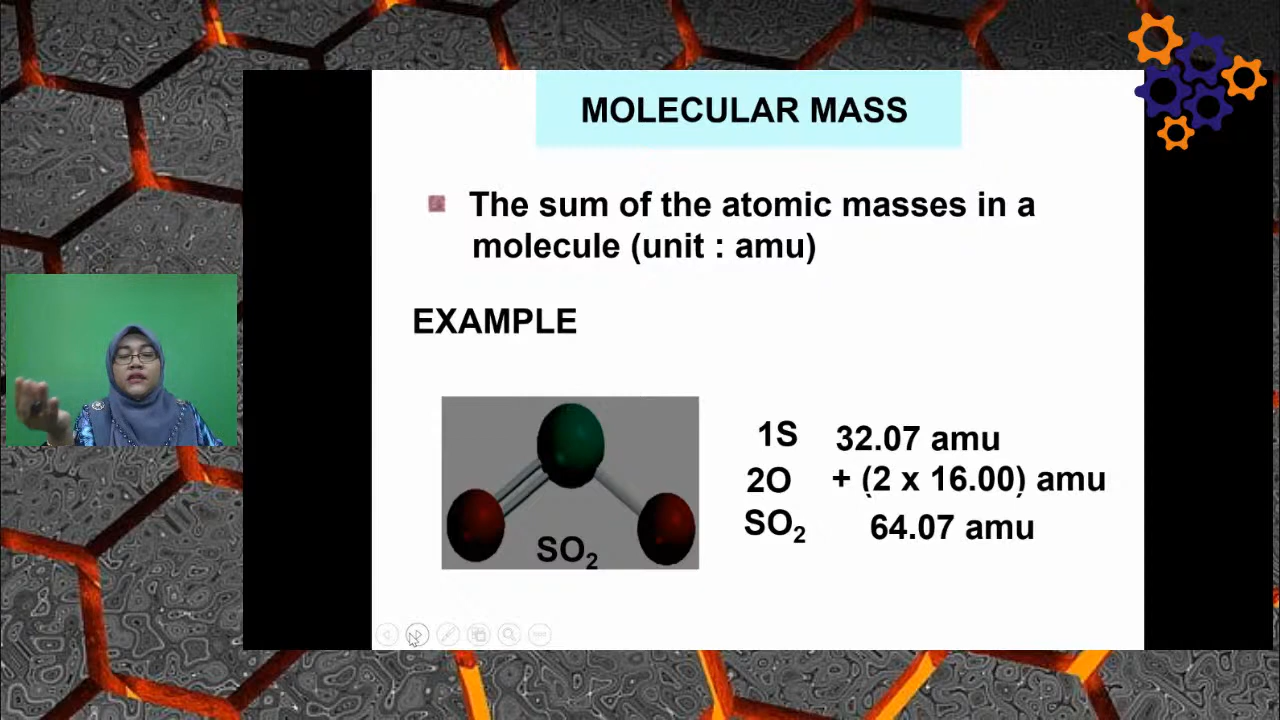 MOLECULAR MASS
The sum of the atomic masses in a
molecule (unit : amu)
EXAMPLE
SO₂
1S 32.07 amu
2O + (2 x 16.00) amu
SO₂ 64.07 amu